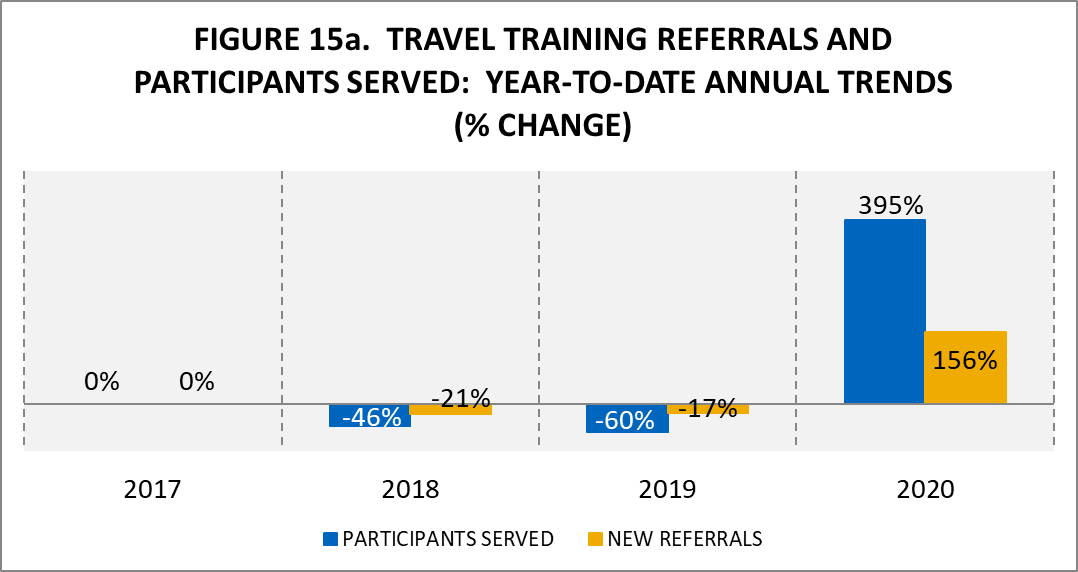 FIGURE 15a.  TRAVEL TRAINING REFERRALS AND
PARTICIPANTS SERVED:  YEAR-TO-DATE ANNUAL TRENDS
(% CHANGE)
395%
156%
0% 0%
-46% -21% -60% -17%
2017 2018 2019 2020
PARTICIPANTS SERVED NEW REFERRALS